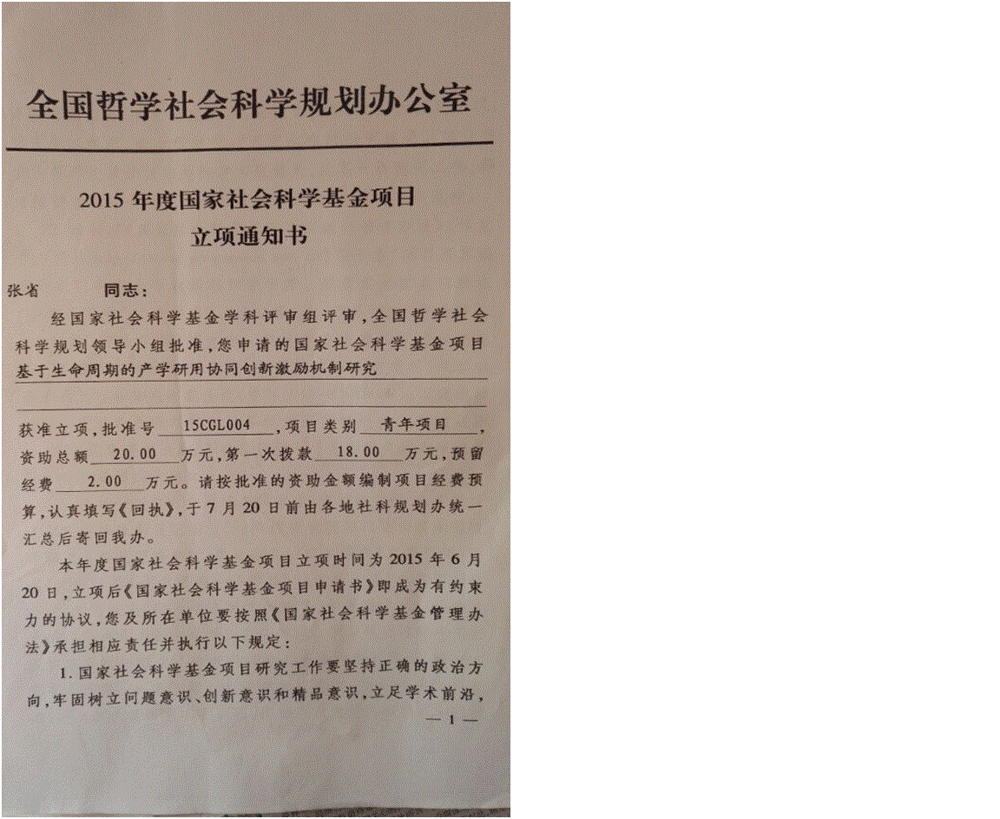 全国哲学社会科学规划办公室
2015 年度国家社会科学基金项目
立项通知书
张省 同志：
经国家社会科学基金学科评审组评审，全国哲学社会
科学规划领导小组批准，您申请的国家社会科学基金项目
基于生命周期的产学研用协同创新激励机制研究
获准立项，批准号 15CGL004 ，项目类别 青年项目 ，
资助总额 20.00 万元，第一次拨款 18.00 万元，预留
经费 2.00 万元。请按批准的资助金额编制项目经费预
算，认真填写《回执》，于 7 月 20 日前由各地社科规划办统一
汇总后寄回我办。
本年度国家社会科学基金项目立项时间为 2015 年 6 月
20 日，立项后《国家社会科学基金项目申请书》即成为有约束
力的协议，您及所在单位要按照《国家社会科学基金管理办
法》承担相应责任并执行以下规定：
1. 国家社会科学基金项目研究工作要坚持正确的政治方
向，牢固树立问题意识、创新意识和精品意识，立足学术前沿，
— 1 —